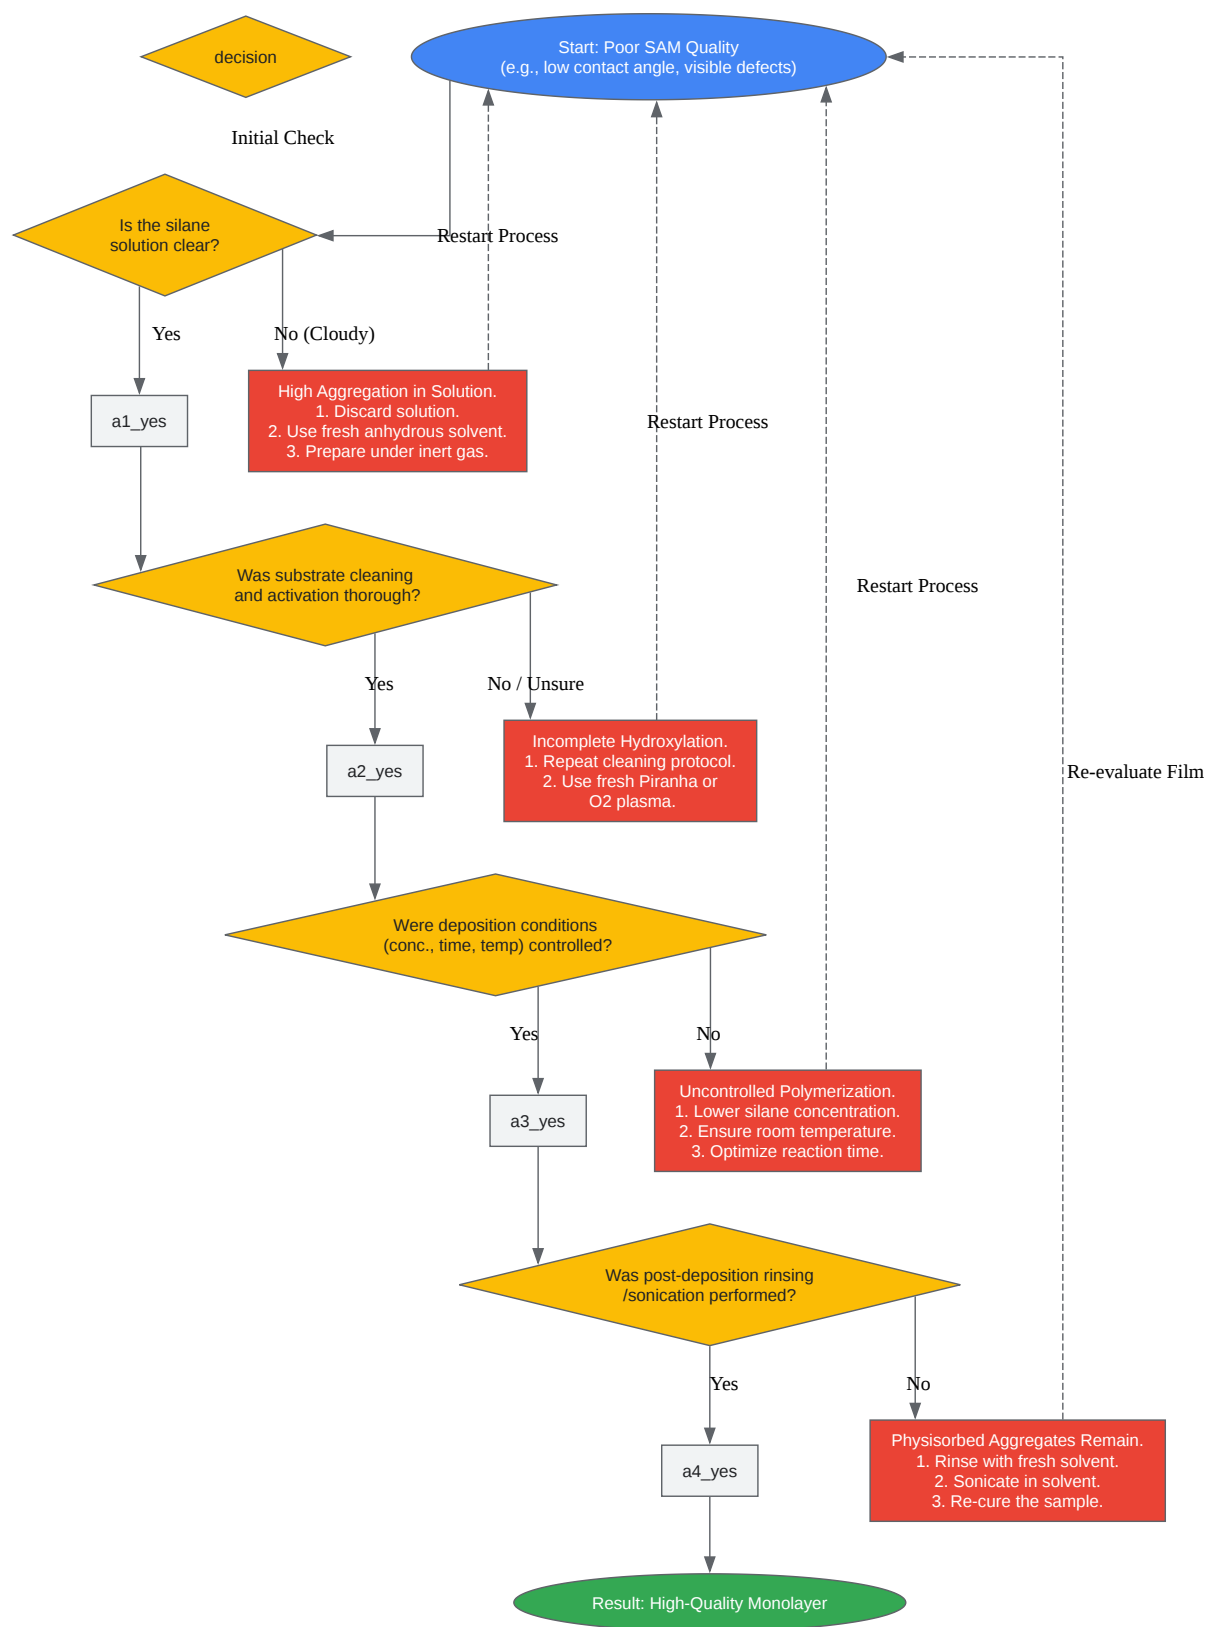 decision
Start: Poor SAM Quality
(e.g., low contact angle, visible defects)
Initial Check
Is the silane
solution clear?
Restart Process
Yes
No (Cloudy)
a1_yes
High Aggregation in Solution.
1. Discard solution.
2. Use fresh anhydrous solvent.
3. Prepare under inert gas.
Restart Process
Was substrate cleaning
and activation thorough?
Restart Process
Yes
No / Unsure
a2_yes
Incomplete Hydroxylation.
1. Repeat cleaning protocol.
2. Use fresh Piranha or
O2 plasma.
Re-evaluate Film
Were deposition conditions
(conc., time, temp) controlled?
Yes
No
a3_yes
Uncontrolled Polymerization.
1. Lower silane concentration.
2. Ensure room temperature.
3. Optimize reaction time.
Was post-deposition rinsing
/sonication performed?
Yes
No
a4_yes
Physisorbed Aggregates Remain.
1. Rinse with fresh solvent.
2. Sonicate in solvent.
3. Re-cure the sample.
Result: High-Quality Monolayer